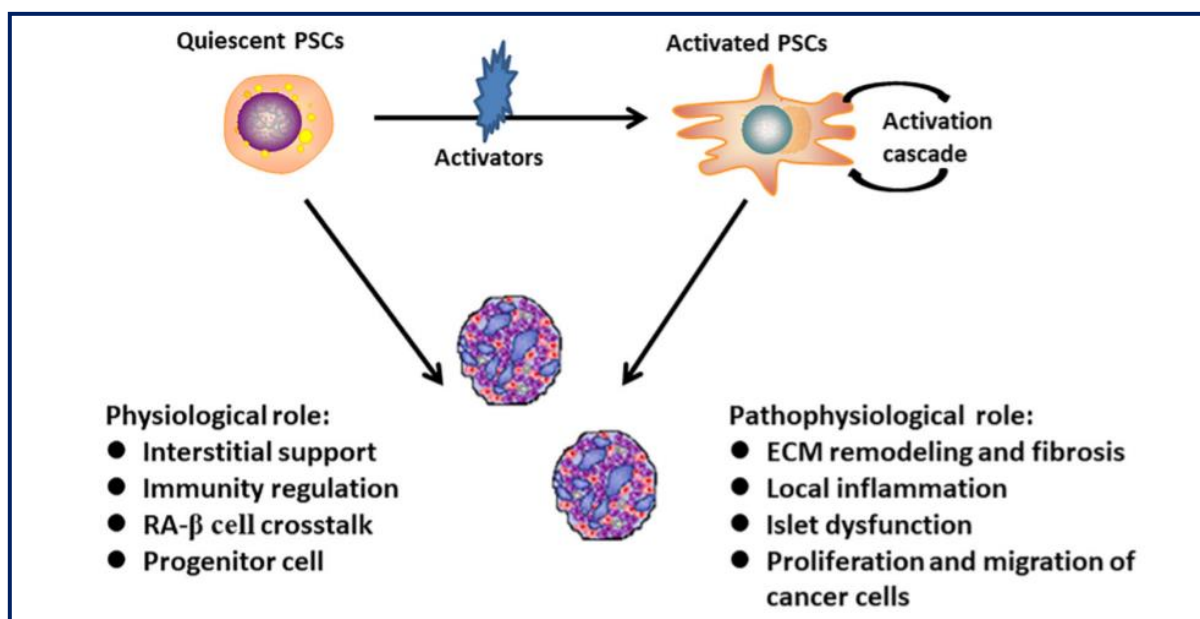 Quiescent PSCs
Activated PSCs
Activators
Activation
cascade
Physiological role:
● Interstitial support
● Immunity regulation
● RA-β cell crosstalk
● Progenitor cell
Pathophysiological role:
● ECM remodeling and fibrosis
● Local inflammation
● Islet dysfunction
● Proliferation and migration of
cancer cells